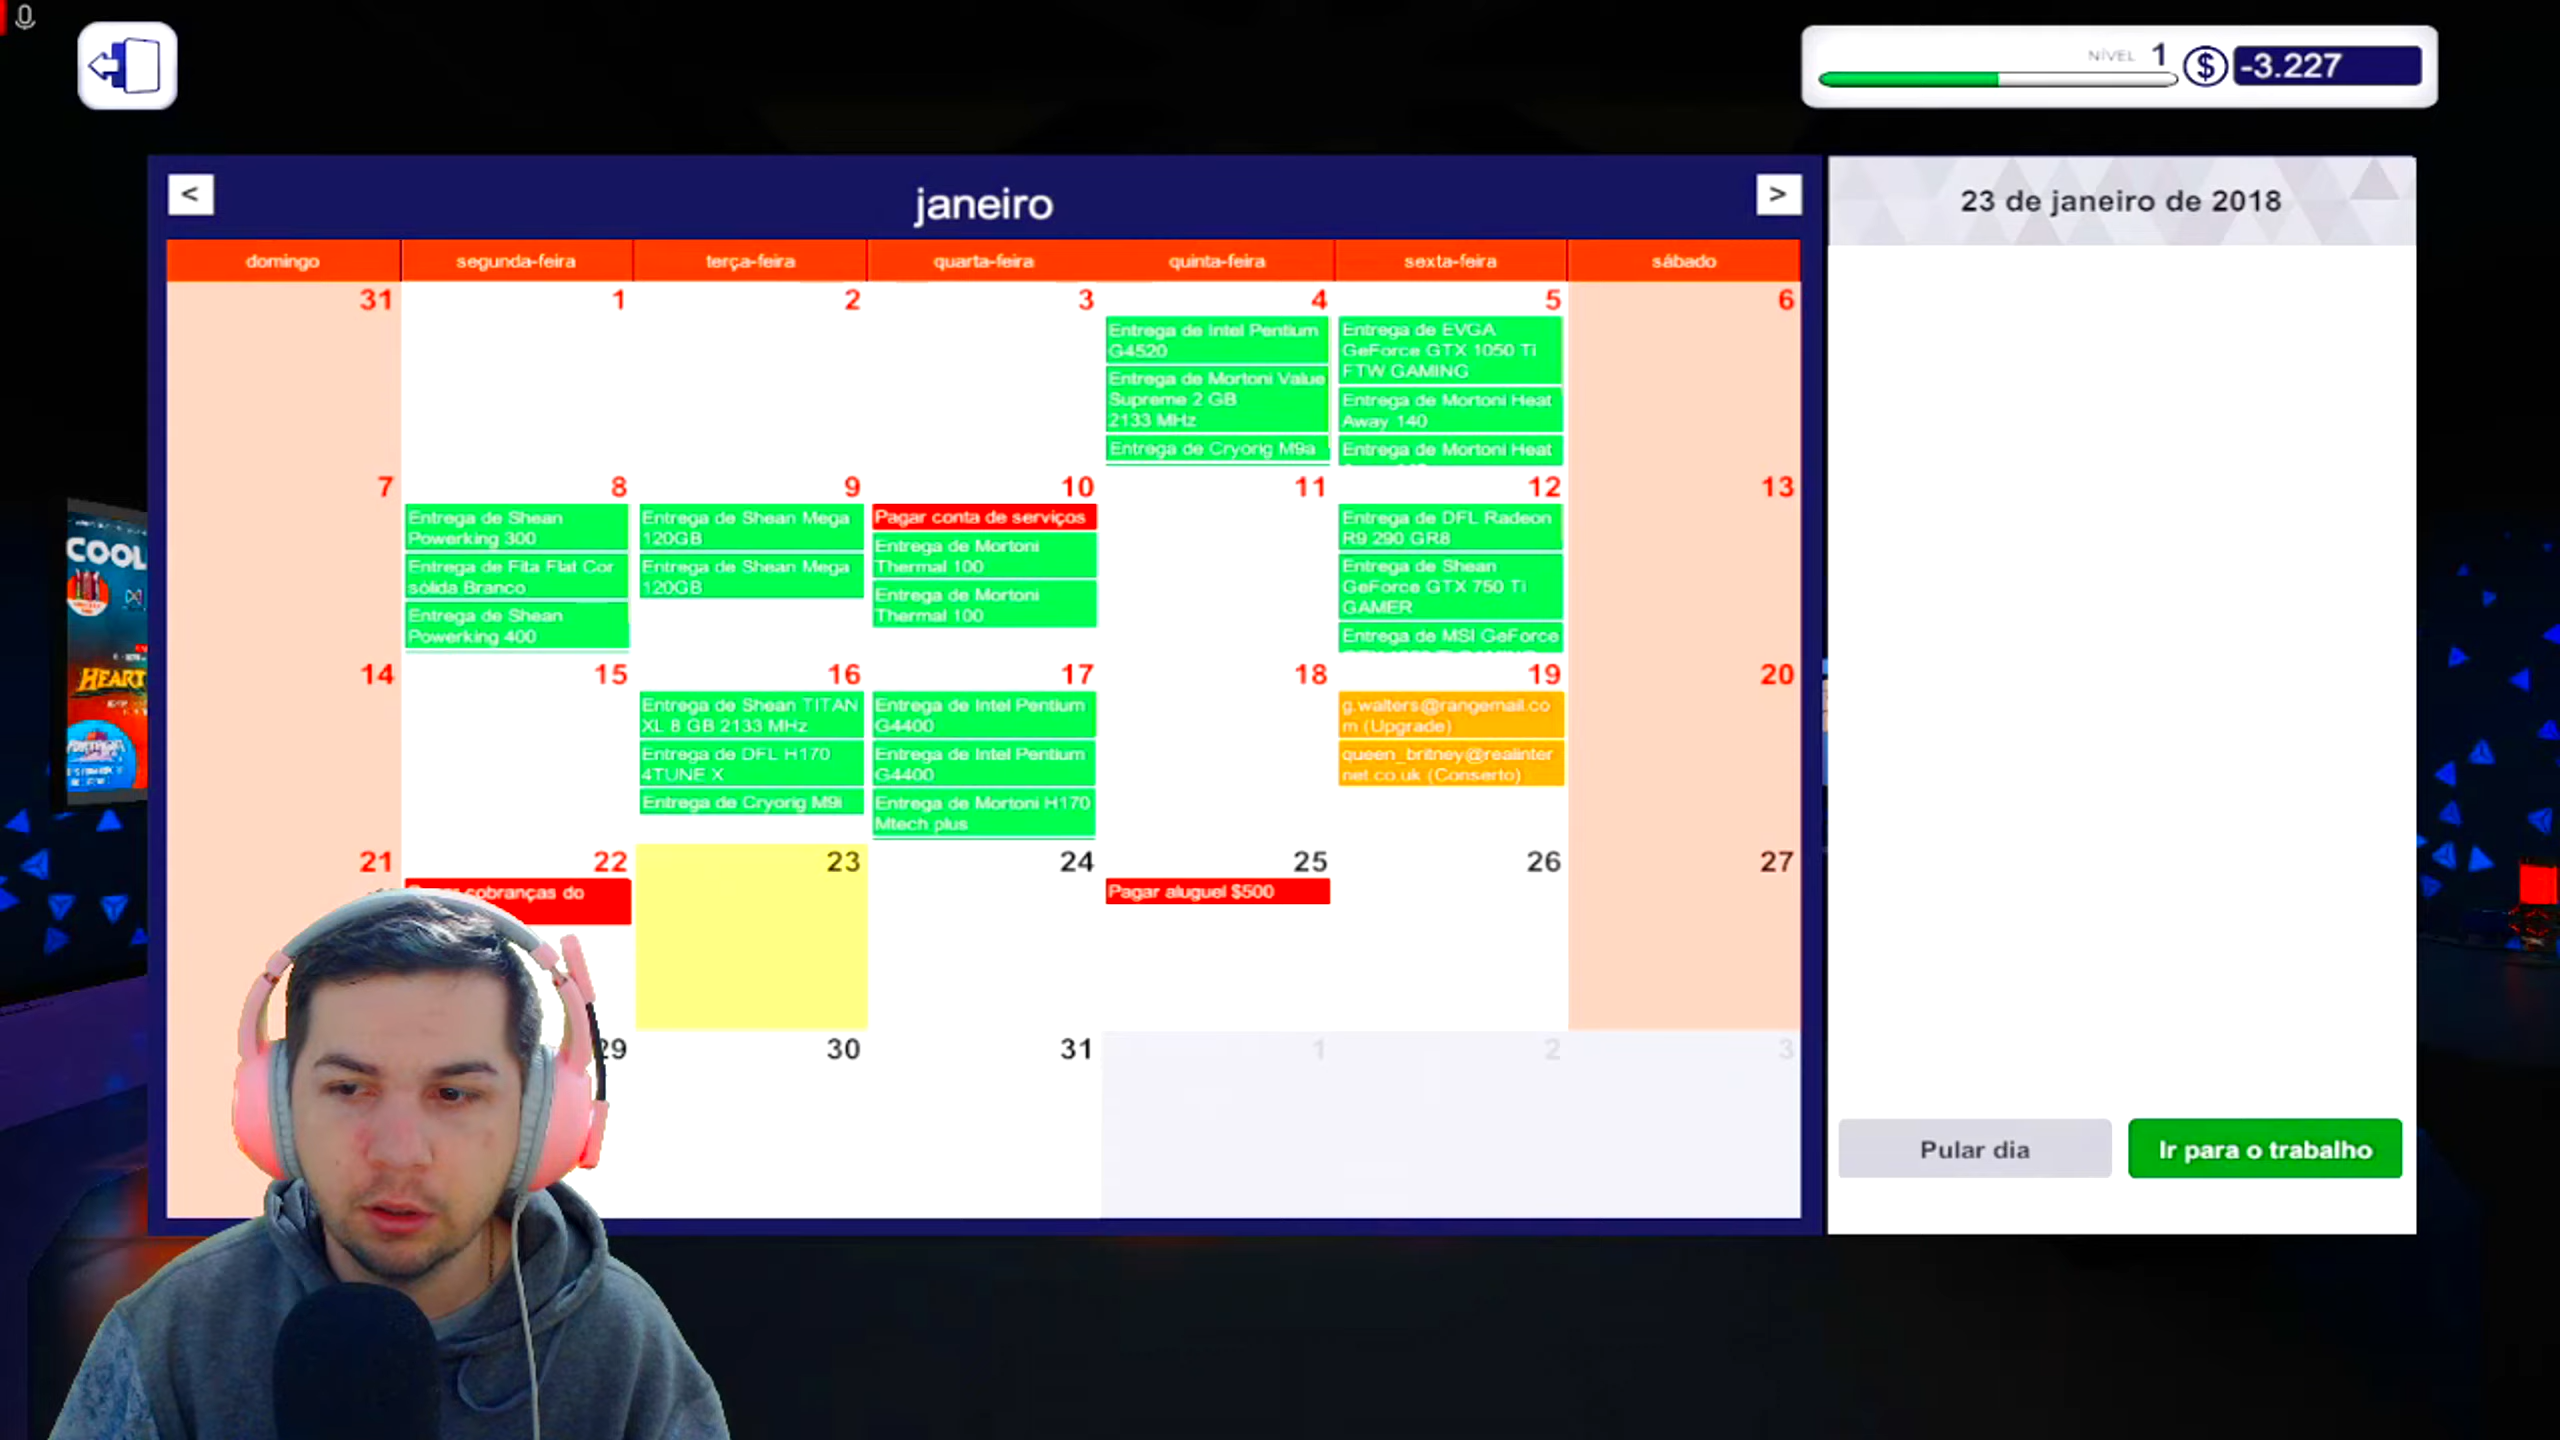 NÍVEL 1
-3.227
<
janeiro
>
23 de janeiro de 2018
domingo
segunda-feira
terça-feira
quarta-feira
quinta-feira
sexta-feira
sábado
31
1
2
3
4
Entrega de Intel Pentium
G4520
Entrega de Mortoni Value
Supreme 2 GB
2133 MHz
Entrega de Cryorig M9a
5
Entrega de EVGA
GeForce GTX 1050 Ti
FTW GAMING
Entrega de Mortoni Heat
Away 140
Entrega de Mortoni Heat
6
7
8
Entrega de Shean
Powerking 300
Entrega de Fita Flat Cor
sólida Branco
Entrega de Shean
Powerking 400
9
Entrega de Shean Mega
120GB
Entrega de Shean Mega
120GB
10
Pagar conta de serviços
Entrega de Mortoni
Thermal 100
Entrega de Mortoni
Thermal 100
11
12
Entrega de DFL Radeon
R9 290 GR8
Entrega de Shean
GeForce GTX 750 Ti
GAMER
Entrega de MSI GeForce
13
14
15
16
Entrega de Shean TITAN
XL 8 GB 2133 MHz
Entrega de DFL H170
4TUNE X
Entrega de Cryorig M9i
17
Entrega de Intel Pentium
G4400
Entrega de Intel Pentium
G4400
Entrega de Mortoni H170
Mtech plus
18
19
g.walters@rangemail.co
m (Upgrade)
queen_britney@realinter
net.co.uk (Conserto)
20
21
22
cobranças do
23
24
25
Pagar aluguel $500
26
27
29
30
31
1
2
3
Pular dia
Ir para o trabalho
COOL
HEART